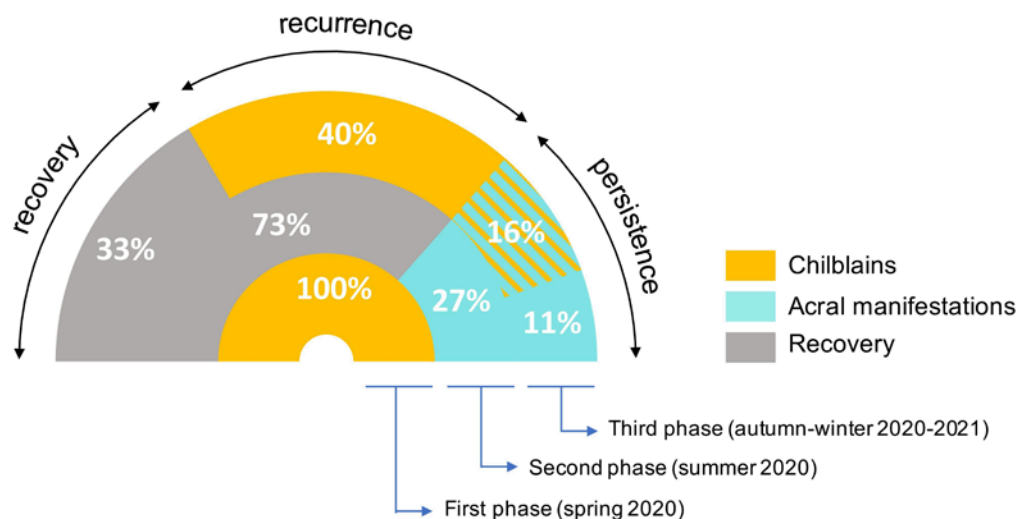 recurrence
recovery
persistence
40%
33%
73%
16%
100%
27%
11%
Chilblains
Acral manifestations
Recovery
Third phase (autumn-winter 2020-2021)
Second phase (summer 2020)
First phase (spring 2020)